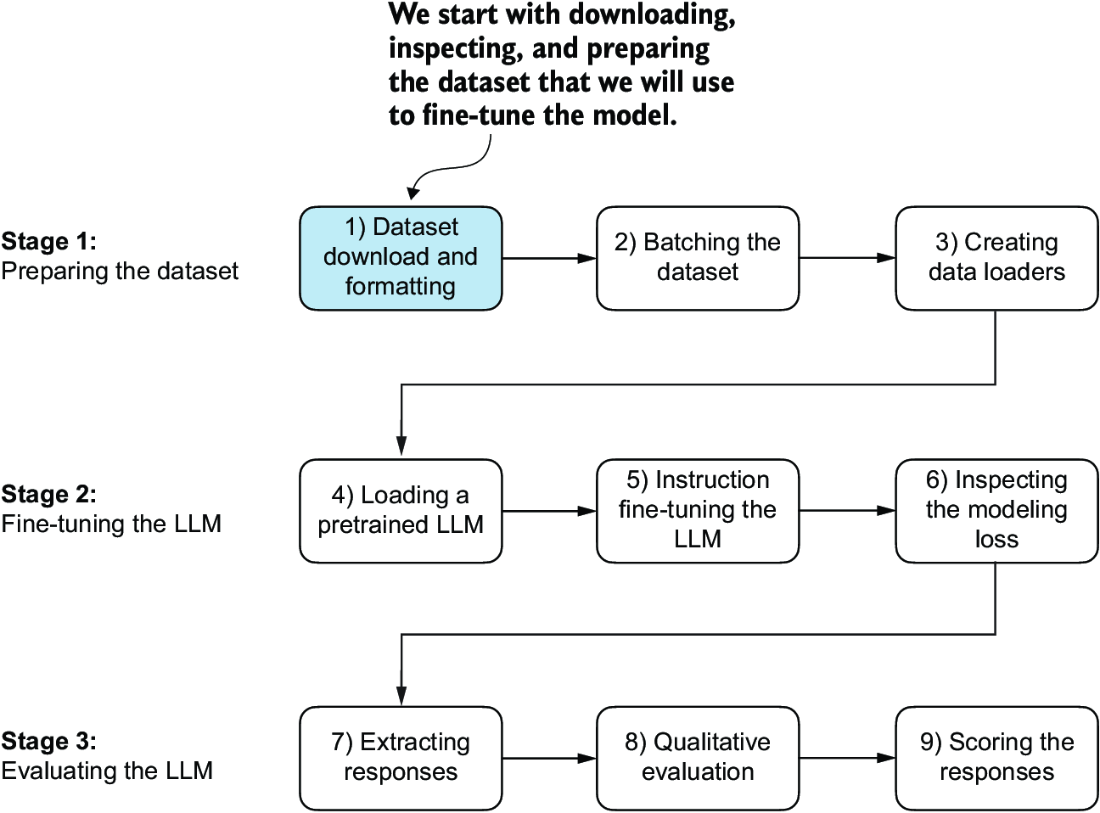 We start with downloading,
inspecting, and preparing
the dataset that we will use
to fine-tune the model.
Stage 1:
Preparing the dataset
1) Dataset
download and
formatting
2) Batching the
dataset
3) Creating
data loaders
Stage 2:
Fine-tuning the LLM
4) Loading a
pretrained LLM
5) Instruction
fine-tuning the
LLM
6) Inspecting
the modeling
loss
Stage 3:
Evaluating the LLM
7) Extracting
responses
8) Qualitative
evaluation
9) Scoring the
responses